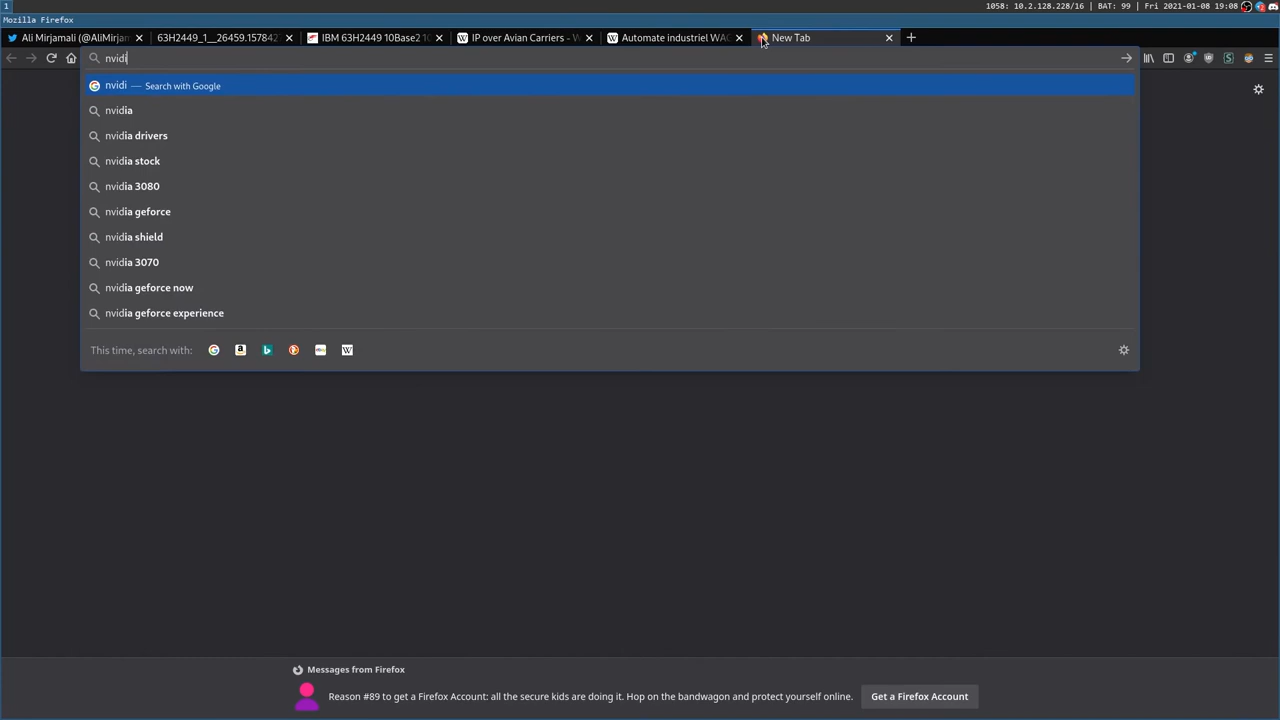 1
1058: 10.2.128.228/16 | BAT: 99 | Fri 2021-01-08 19:08
Mozilla Firefox
Ali Mirjamali (@AliMirjam
63H2449_1__26459.157842
IBM 63H2449 10Base2 10
IP over Avian Carriers - W
Automate industriel WAG
New Tab
nvidi
nvidi — Search with Google
nvidia
nvidia drivers
nvidia stock
nvidia 3080
nvidia geforce
nvidia shield
nvidia 3070
nvidia geforce now
nvidia geforce experience
This time, search with:
Messages from Firefox
Reason #89 to get a Firefox Account: all the secure kids are doing it. Hop on the bandwagon and protect yourself online.
Get a Firefox Account